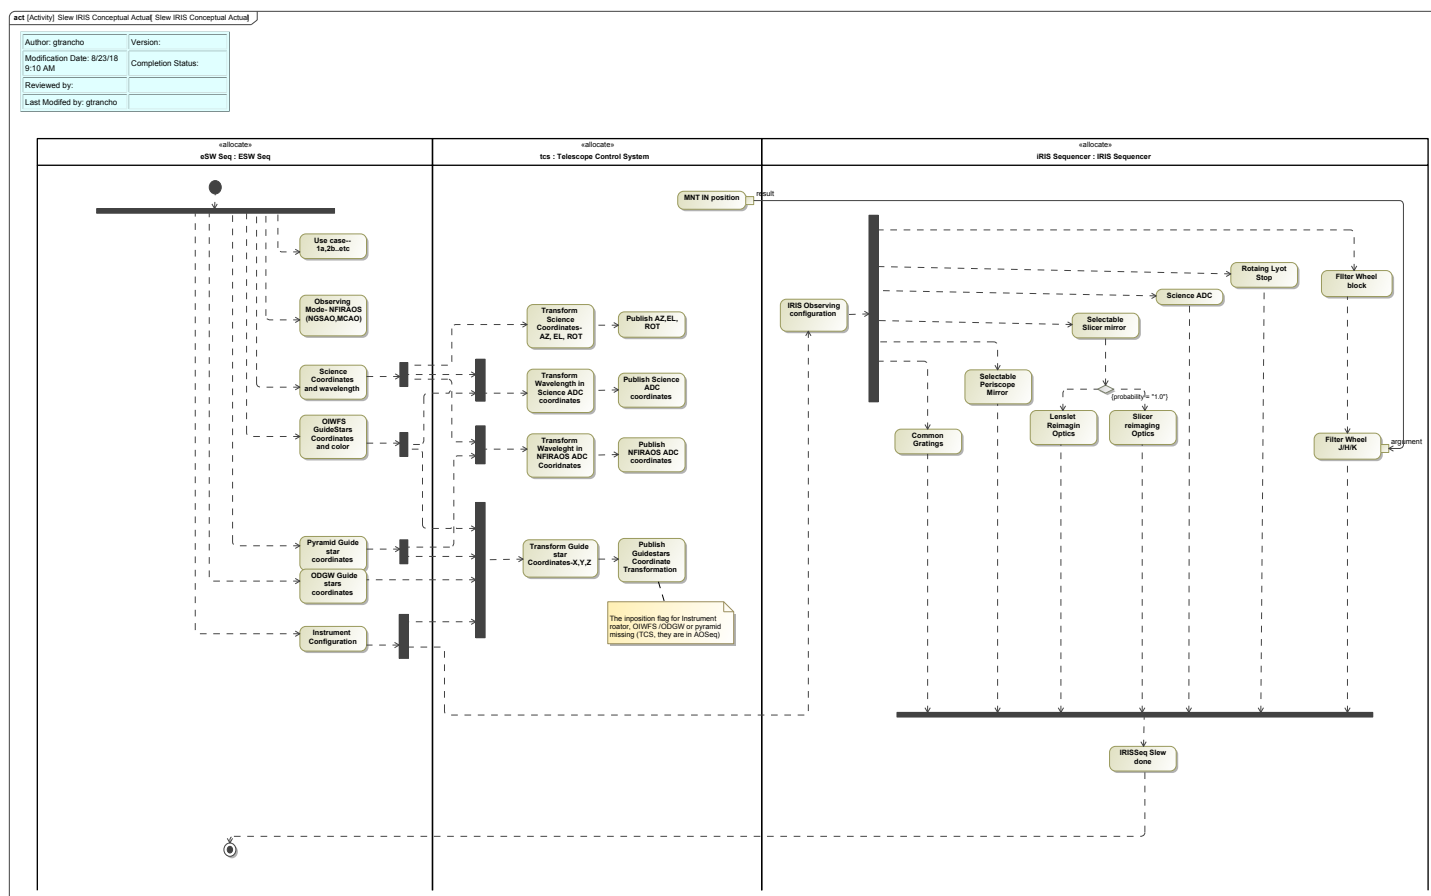 act [Activity] Slew IRIS Conceptual Actual[ Slew IRIS Conceptual Actual]
Author: gtrancho
Version:
Modification Date: 8/23/18
9:10 AM
Completion Status:
Reviewed by:
Last Modifed by: gtrancho
«allocate»
eSW Seq : ESW Seq
«allocate»
tcs : Telescope Control System
«allocate»
iRIS Sequencer : IRIS Sequencer
Use case--
1a,2b..etc
Observing
Mode- NFIRAOS
(NGSAO,MCAO)
Science
Coordinates
and wavelength
OIWFS
GuideStars
Coordinates
and color
Pyramid Guide
star
coordinates
ODGW Guide
stars
coordinates
Instrument
Configuration
MNT IN position
result
Transform
Science
Coordinates-
AZ, EL, ROT
Publish AZ,EL,
ROT
Transform
Wavelength in
Science ADC
coordinates
Publish Science
ADC
coordinates
Transform
Waveleght in
NFIRAOS ADC
Cooridnates
Publish
NFIRAOS ADC
coordinates
Transform Guide
star
Coordinates-X,Y,Z
Publish
Guidestars
Coordinate
Transformation
The inposition flag for Instrument
roator, OIWFS /ODGW or pyramid
missing (TCS, they are in AOSeq)
IRIS Observing
configuration
Rotaing Lyot
Stop
Filter Wheel
block
Science ADC
Selectable
Slicer mirror
Selectable
Periscope
Mirror
{probability = "1.0"}
Lenslet
Reimagin
Optics
Slicer
reimaging
Optics
Common
Gratings
Filter Wheel
J/H/K
argument
IRISSeq Slew
done